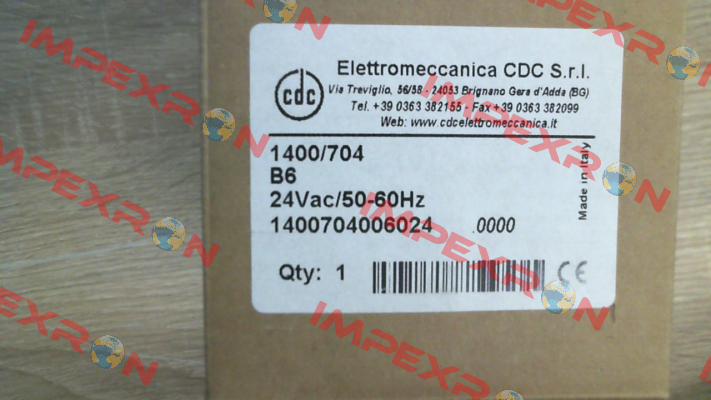 Elettromeccanica CDC S.r.l.
cdc
Via Treviglio, 56/58 - 24053 Brignano Gera d'Adda (BG)
Tel. +39 0363 382155 - Fax +39 0363 382099
Web: www.cdcelettromeccanica.it
1400/704
B6
24Vac/50-60Hz
1400704006024 .0000
Made in Italy
Qty: 1
CE
IMPEXRON
IMPEXRON
IMPEXRON
IMPEXRON
IMPEXRON
IMPEXRON